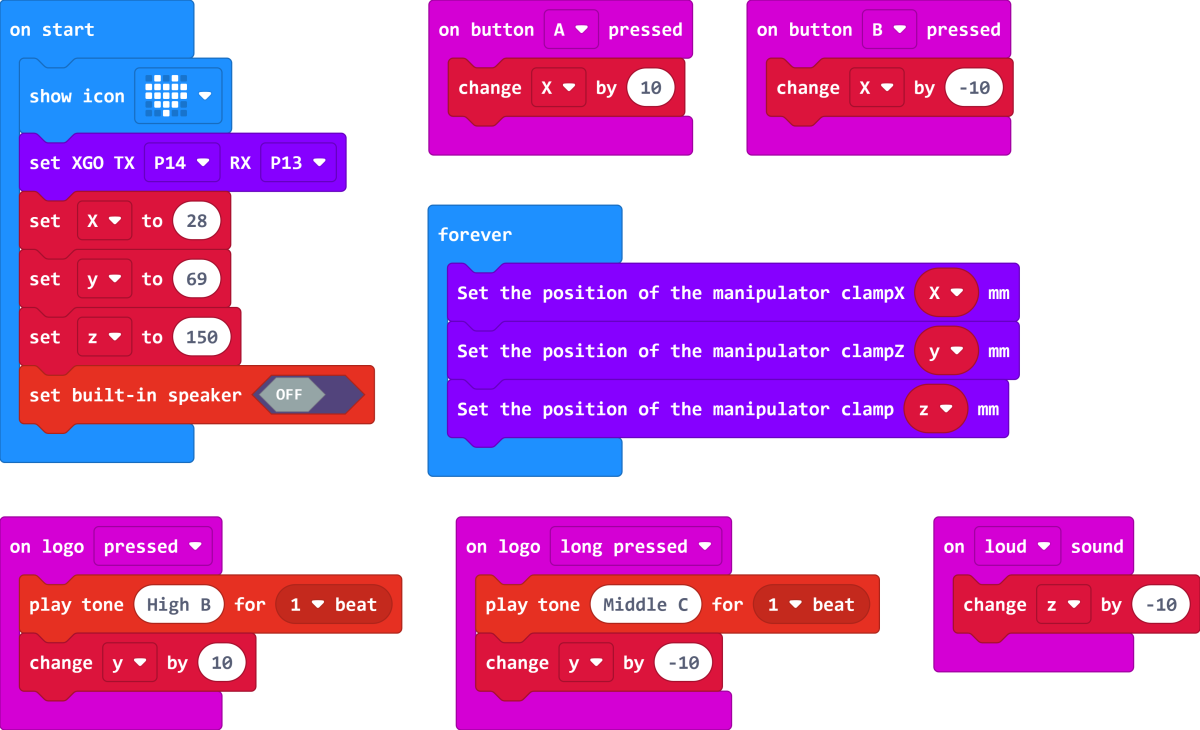 on start
show icon
set XGO TX P14 RX P13
set X to 28
set y to 69
set z to 150
set built-in speaker OFF
on button A pressed
change X by 10
on button B pressed
change X by -10
forever
Set the position of the manipulator clampX X mm
Set the position of the manipulator clampZ y mm
Set the position of the manipulator clamp z mm
on logo pressed
play tone High B for 1 beat
change y by 10
on logo long pressed
play tone Middle C for 1 beat
change y by -10
on loud sound
change z by -10